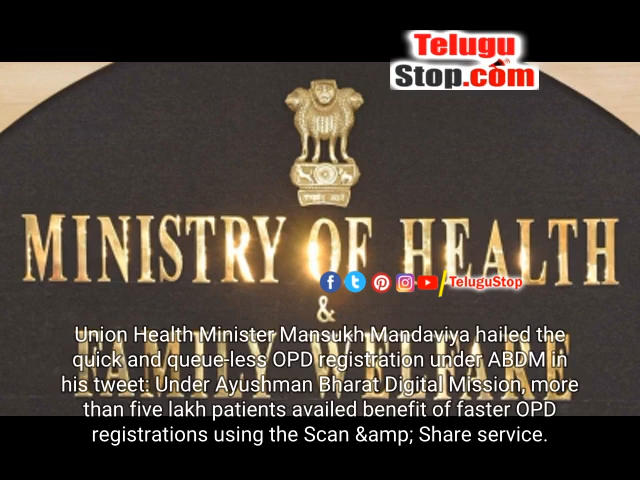 Telugu
Stop.com
MINISTRY OF HEALTH
TeluguStop
&
FAMILY WELFARE
Union Health Minister Mansukh Mandaviya hailed the
quick and queue-less OPD registration under ABDM in
his tweet: Under Ayushman Bharat Digital Mission, more
than five lakh patients availed benefit of faster OPD
registrations using the Scan &amp; Share service.